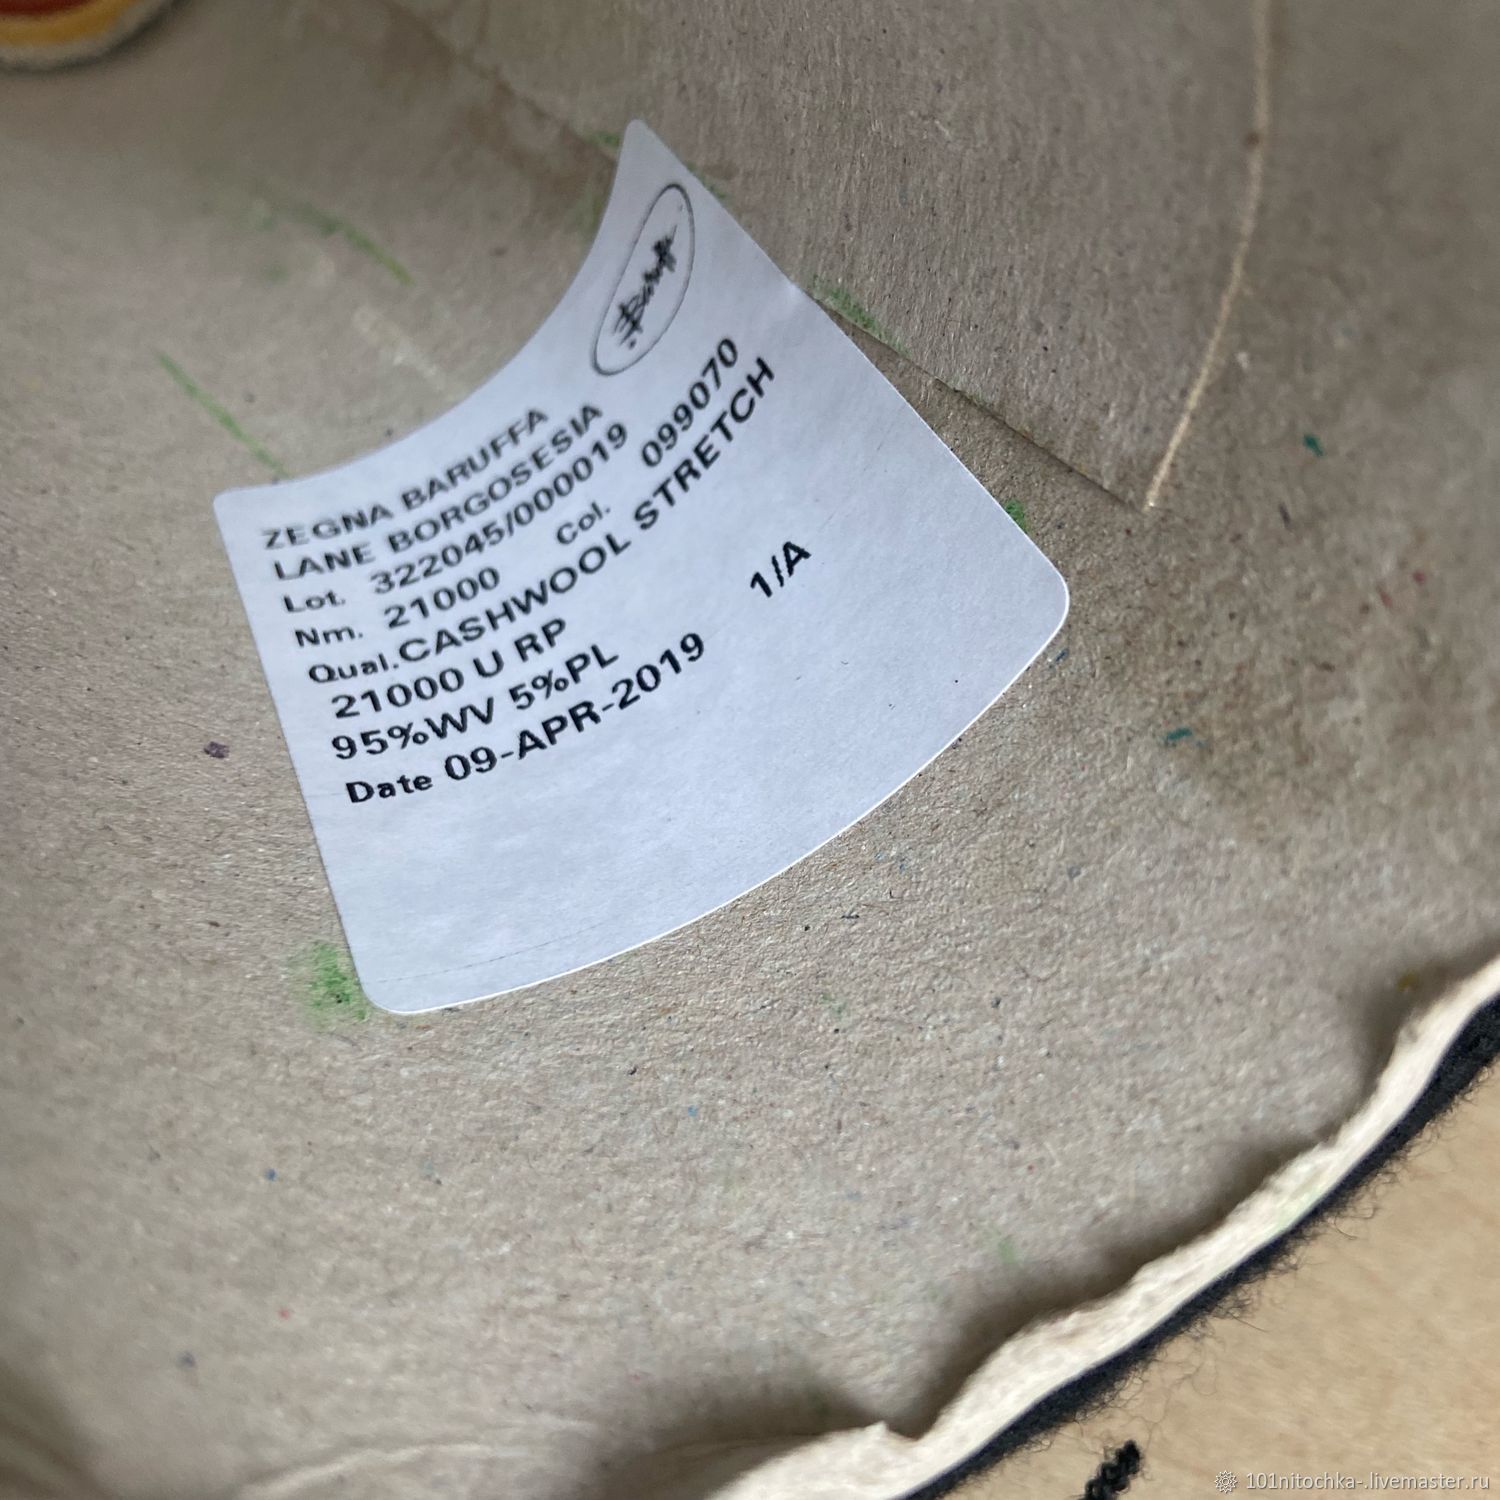 Baruffa
ZEGNA BARUFFA
LANE BORGOSESIA
Lot. 322045/000019
Nm. 21000 Col. 099070
Qual.CASHWOOL STRETCH
21000 U RP
95%WV 5%PL 1/A
Date 09-APR-2019
101nitochka-.livemaster.ru